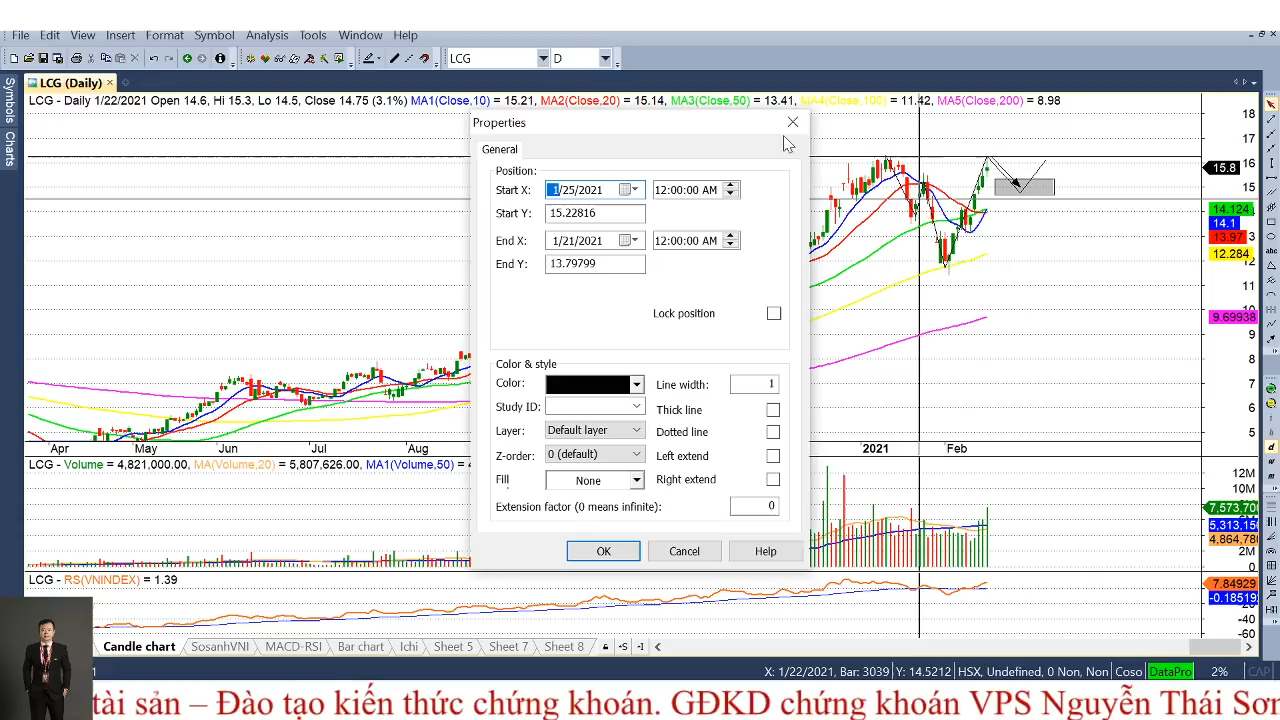 File Edit View Insert Format Symbol Analysis Tools Window Help
LCG D
LCG (Daily)
Symbols
Charts
LCG - Daily 1/22/2021 Open 14.6, Hi 15.3, Lo 14.5, Close 14.75 (3.1%) MA1(Close,10) = 15.21, MA2(Close,20) = 15.14, MA3(Close,50) = 13.41, MA4(Close,100) = 11.42, MA5(Close,200) = 8.98
Properties
General
Position:
Start X: 1/25/2021 12:00:00 AM
Start Y: 15.22816
End X: 1/21/2021 12:00:00 AM
End Y: 13.79799
Lock position
Color & style
Color: Line width: 1
Study ID: Thick line
Layer: Default layer Dotted line
Z-order: 0 (default) Left extend
Fill None Right extend
Extension factor (0 means infinite): 0
OK Cancel Help
18
17
16
15.8
15
14.124
14.1
13.97
12.284
12
11
10
9.69938
9
8
7
6
5
Apr May Jun Jul Aug 2021 Feb
LCG - Volume = 4,821,000.00, MA(Volume,20) = 5,807,626.00, MA1(Volume,50) = 4
12M
10M
7,573,700
5,313,150
4,864,780
2M
0
LCG - RS(VNINDEX) = 1.39
7.84929
-0.18519
-20
-40
-60
Candle chart SosanhVNI MACD-RSI Bar chart Ichi Sheet 5 Sheet 7 Sheet 8
X: 1/22/2021, Bar: 3039 Y: 14.5212 HSX, Undefined, 0 Non, Non Coso DataPro 2% CAP
tài sản – Đào tạo kiến thức chứng khoán. GĐKD chứng khoán VPS Nguyễn Thái Sơn